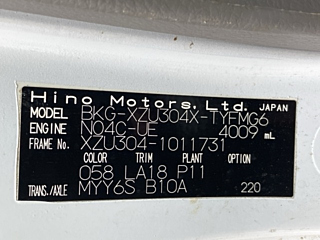 Hino Motors, Ltd. JAPAN
MODEL BKG-XZU304X-TYFMG6
ENGINE N04C-UE 4009 mL
FRAME No. XZU304-1011731
COLOR TRIM PLANT OPTION
058 LA18 P11
TRANS./AXLE MYY6S B10A 220